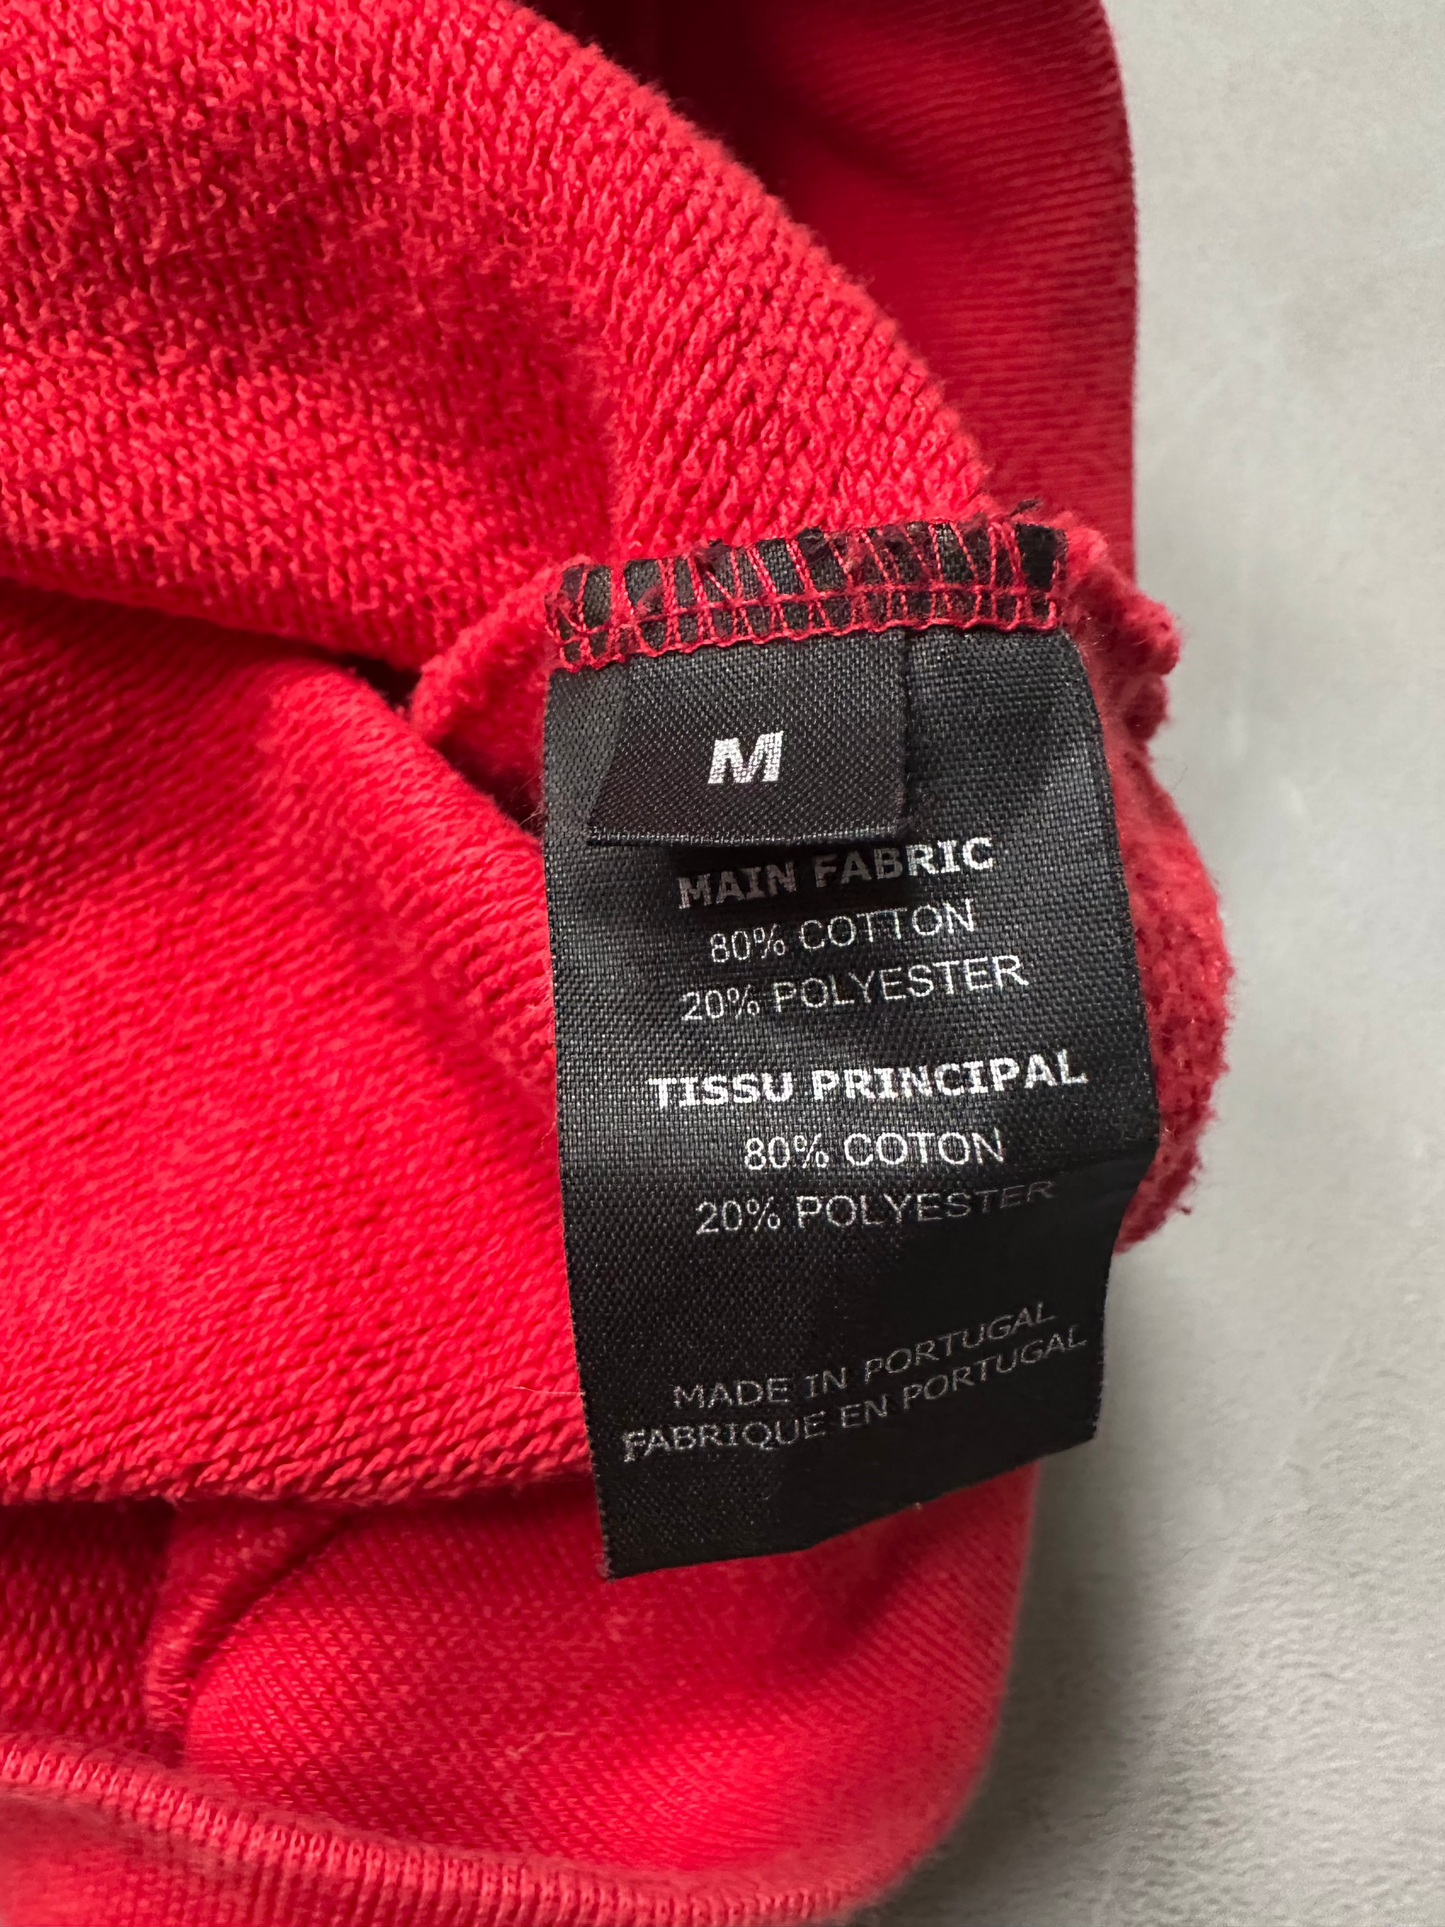 M
MAIN FABRIC
80% COTTON
20% POLYESTER
TISSU PRINCIPAL
80% COTON
20% POLYESTER
MADE IN PORTUGAL
FABRIQUE EN PORTUGAL